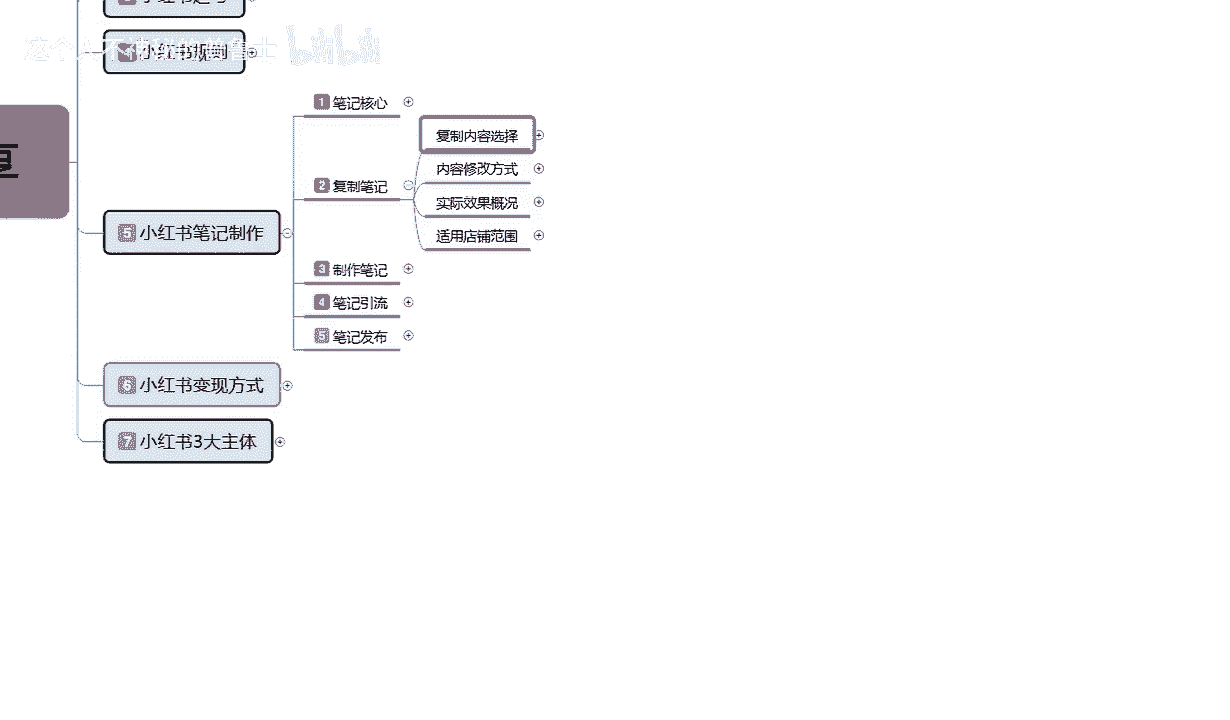 小红书规则
1 笔记核心
复制内容选择
内容修改方式
2 复制笔记
实际效果概况
5 小红书笔记制作
适用店铺范围
3 制作笔记
4 笔记引流
5 笔记发布
6 小红书变现方式
7 小红书3大主体
bilibili